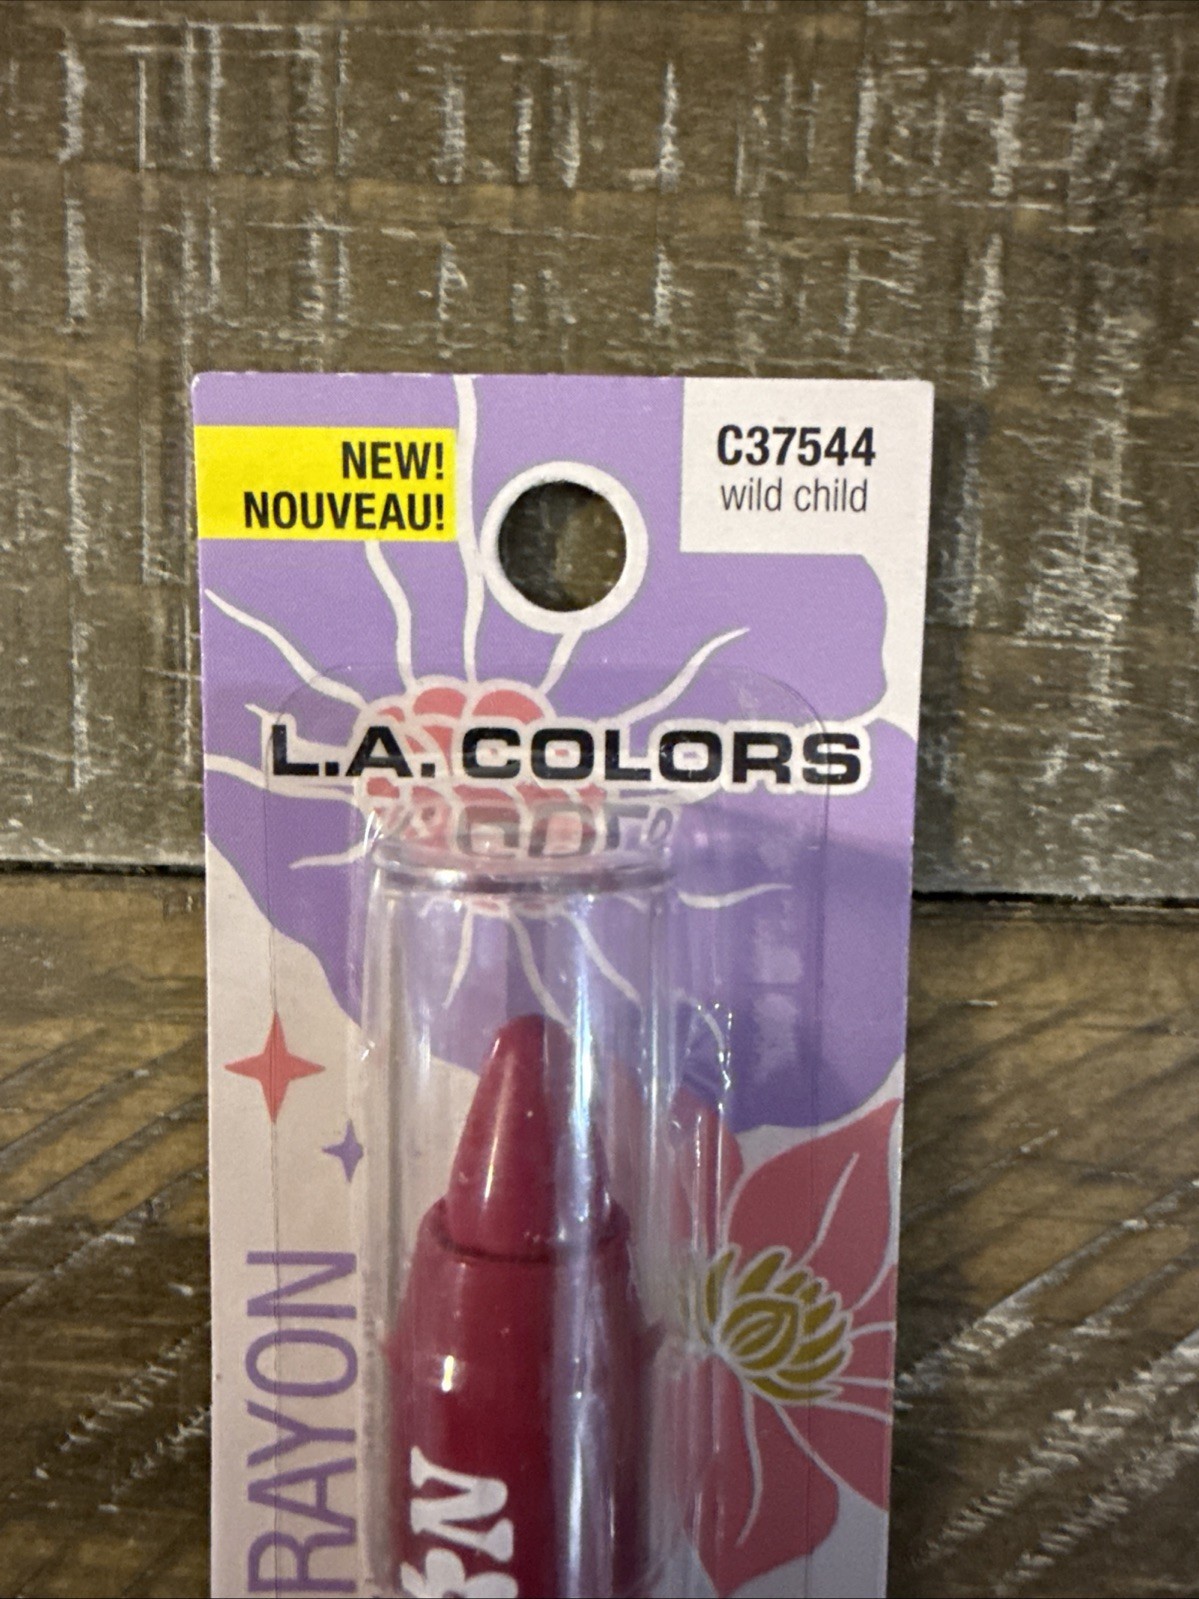 NEW!
NOUVEAU!
C37544
wild child
L.A. COLORS
RAYON